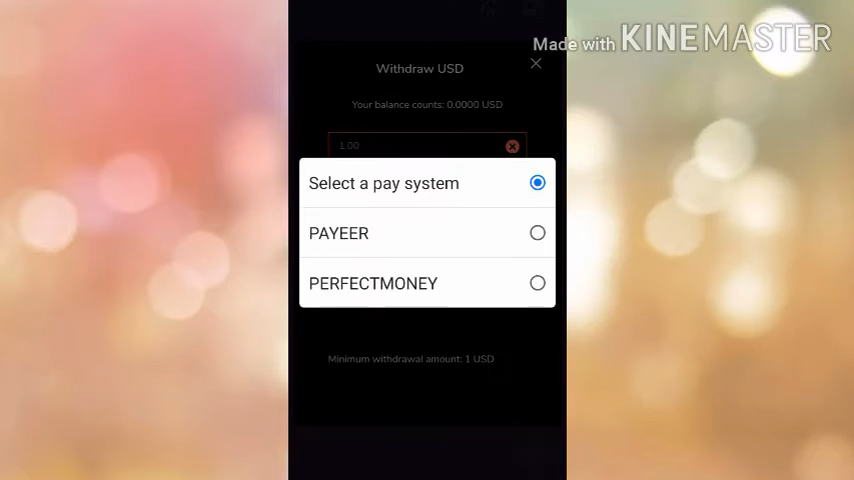 Made with KINEMASTER
Withdraw USD
Your balance counts: 0.0000 USD
1.00
Select a pay system
PAYEER
PERFECTMONEY
Minimum withdrawal amount: 1 USD